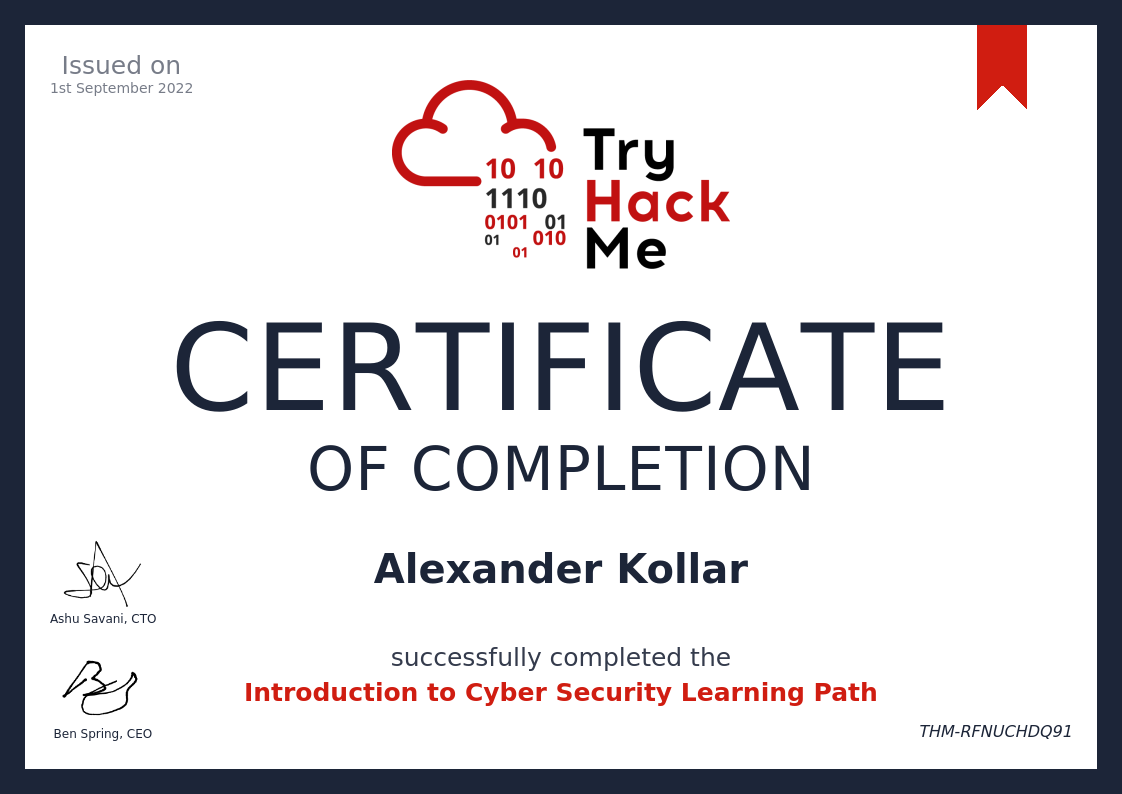 Issued on
1st September 2022
10 10
1110
0101 01
01 010
01
Try
Hack
Me
CERTIFICATE
OF COMPLETION
Alexander Kollar
Ashu Savani, CTO
successfully completed the
Introduction to Cyber Security Learning Path
Ben Spring, CEO
THM-RFNUCHDQ91